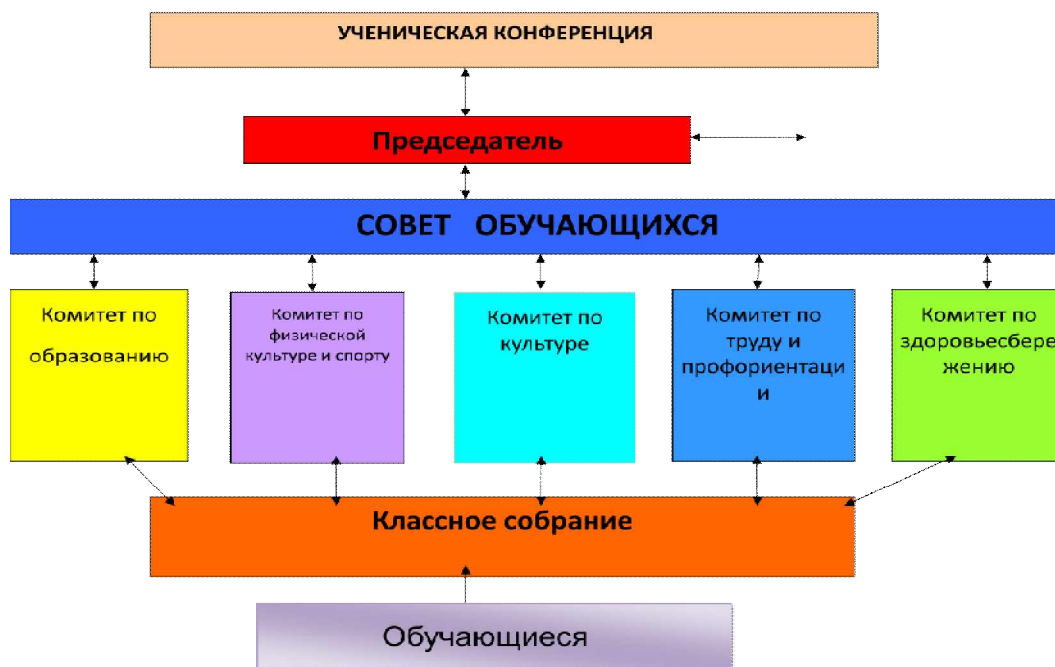 УЧЕНИЧЕСКАЯ КОНФЕРЕНЦИЯ
Председатель
СОВЕТ ОБУЧАЮЩИХСЯ
Комитет по
образованию
Комитет по
физической
культуре и спорту
Комитет по
культуре
Комитет по
труду и
профориентаци
и
Комитет по
здоровьесбере
жению
Классное собрание
Обучающиеся